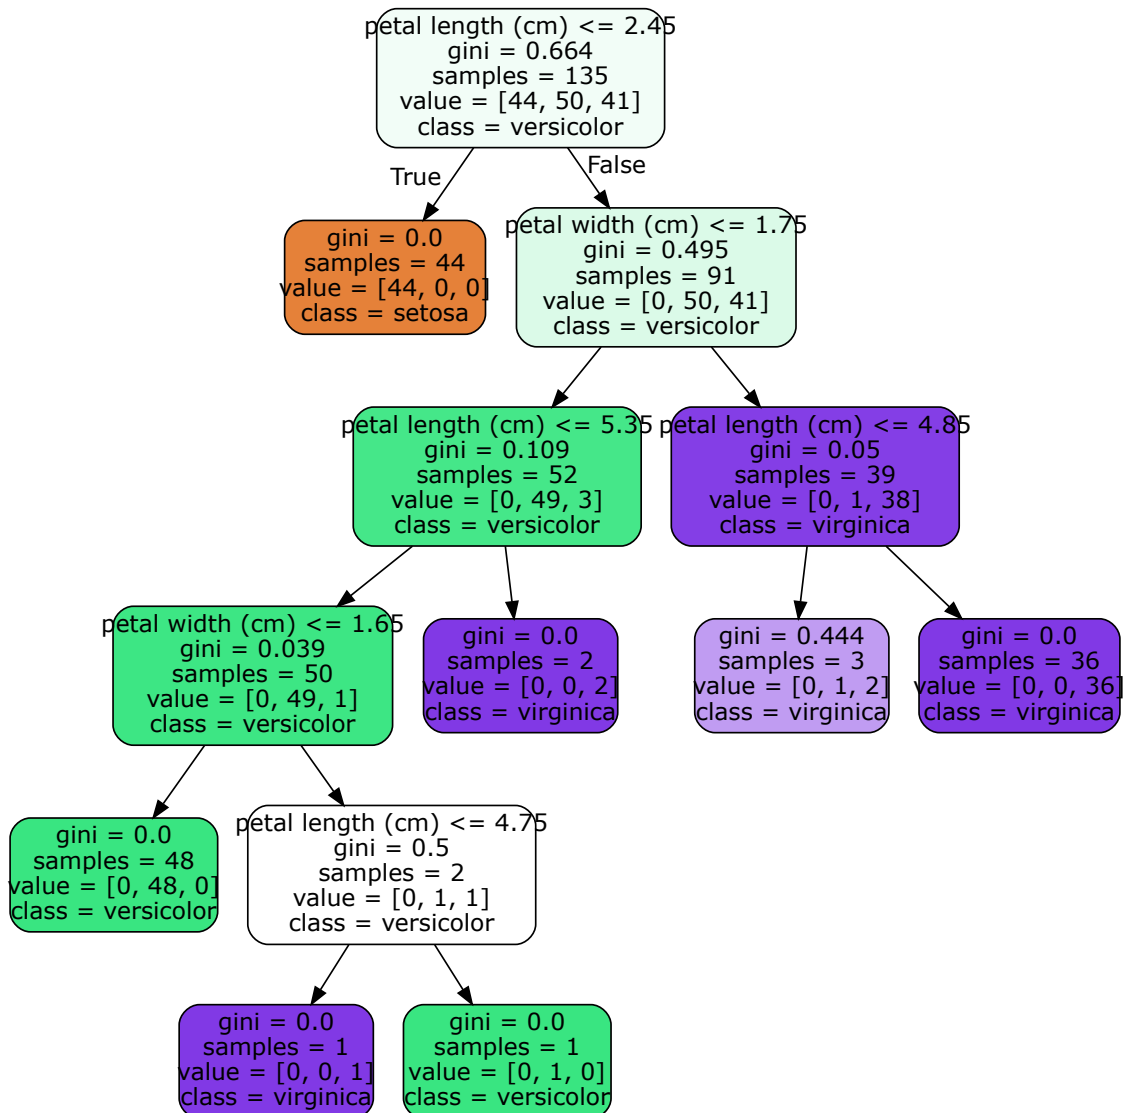 petal length (cm) <= 2.45
gini = 0.664
samples = 135
value = [44, 50, 41]
class = versicolor
True
False
gini = 0.0
samples = 44
value = [44, 0, 0]
class = setosa
petal width (cm) <= 1.75
gini = 0.495
samples = 91
value = [0, 50, 41]
class = versicolor
petal length (cm) <= 5.35
gini = 0.109
samples = 52
value = [0, 49, 3]
class = versicolor
petal length (cm) <= 4.85
gini = 0.05
samples = 39
value = [0, 1, 38]
class = virginica
petal width (cm) <= 1.65
gini = 0.039
samples = 50
value = [0, 49, 1]
class = versicolor
gini = 0.0
samples = 2
value = [0, 0, 2]
class = virginica
gini = 0.444
samples = 3
value = [0, 1, 2]
class = virginica
gini = 0.0
samples = 36
value = [0, 0, 36]
class = virginica
gini = 0.0
samples = 48
value = [0, 48, 0]
class = versicolor
petal length (cm) <= 4.75
gini = 0.5
samples = 2
value = [0, 1, 1]
class = versicolor
gini = 0.0
samples = 1
value = [0, 0, 1]
class = virginica
gini = 0.0
samples = 1
value = [0, 1, 0]
class = versicolor